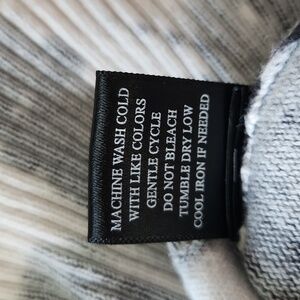 MACHINE WASH COLD
WITH LIKE COLORS
GENTLE CYCLE
DO NOT BLEACH
TUMBLE DRY LOW
COOL IRON IF NEEDED